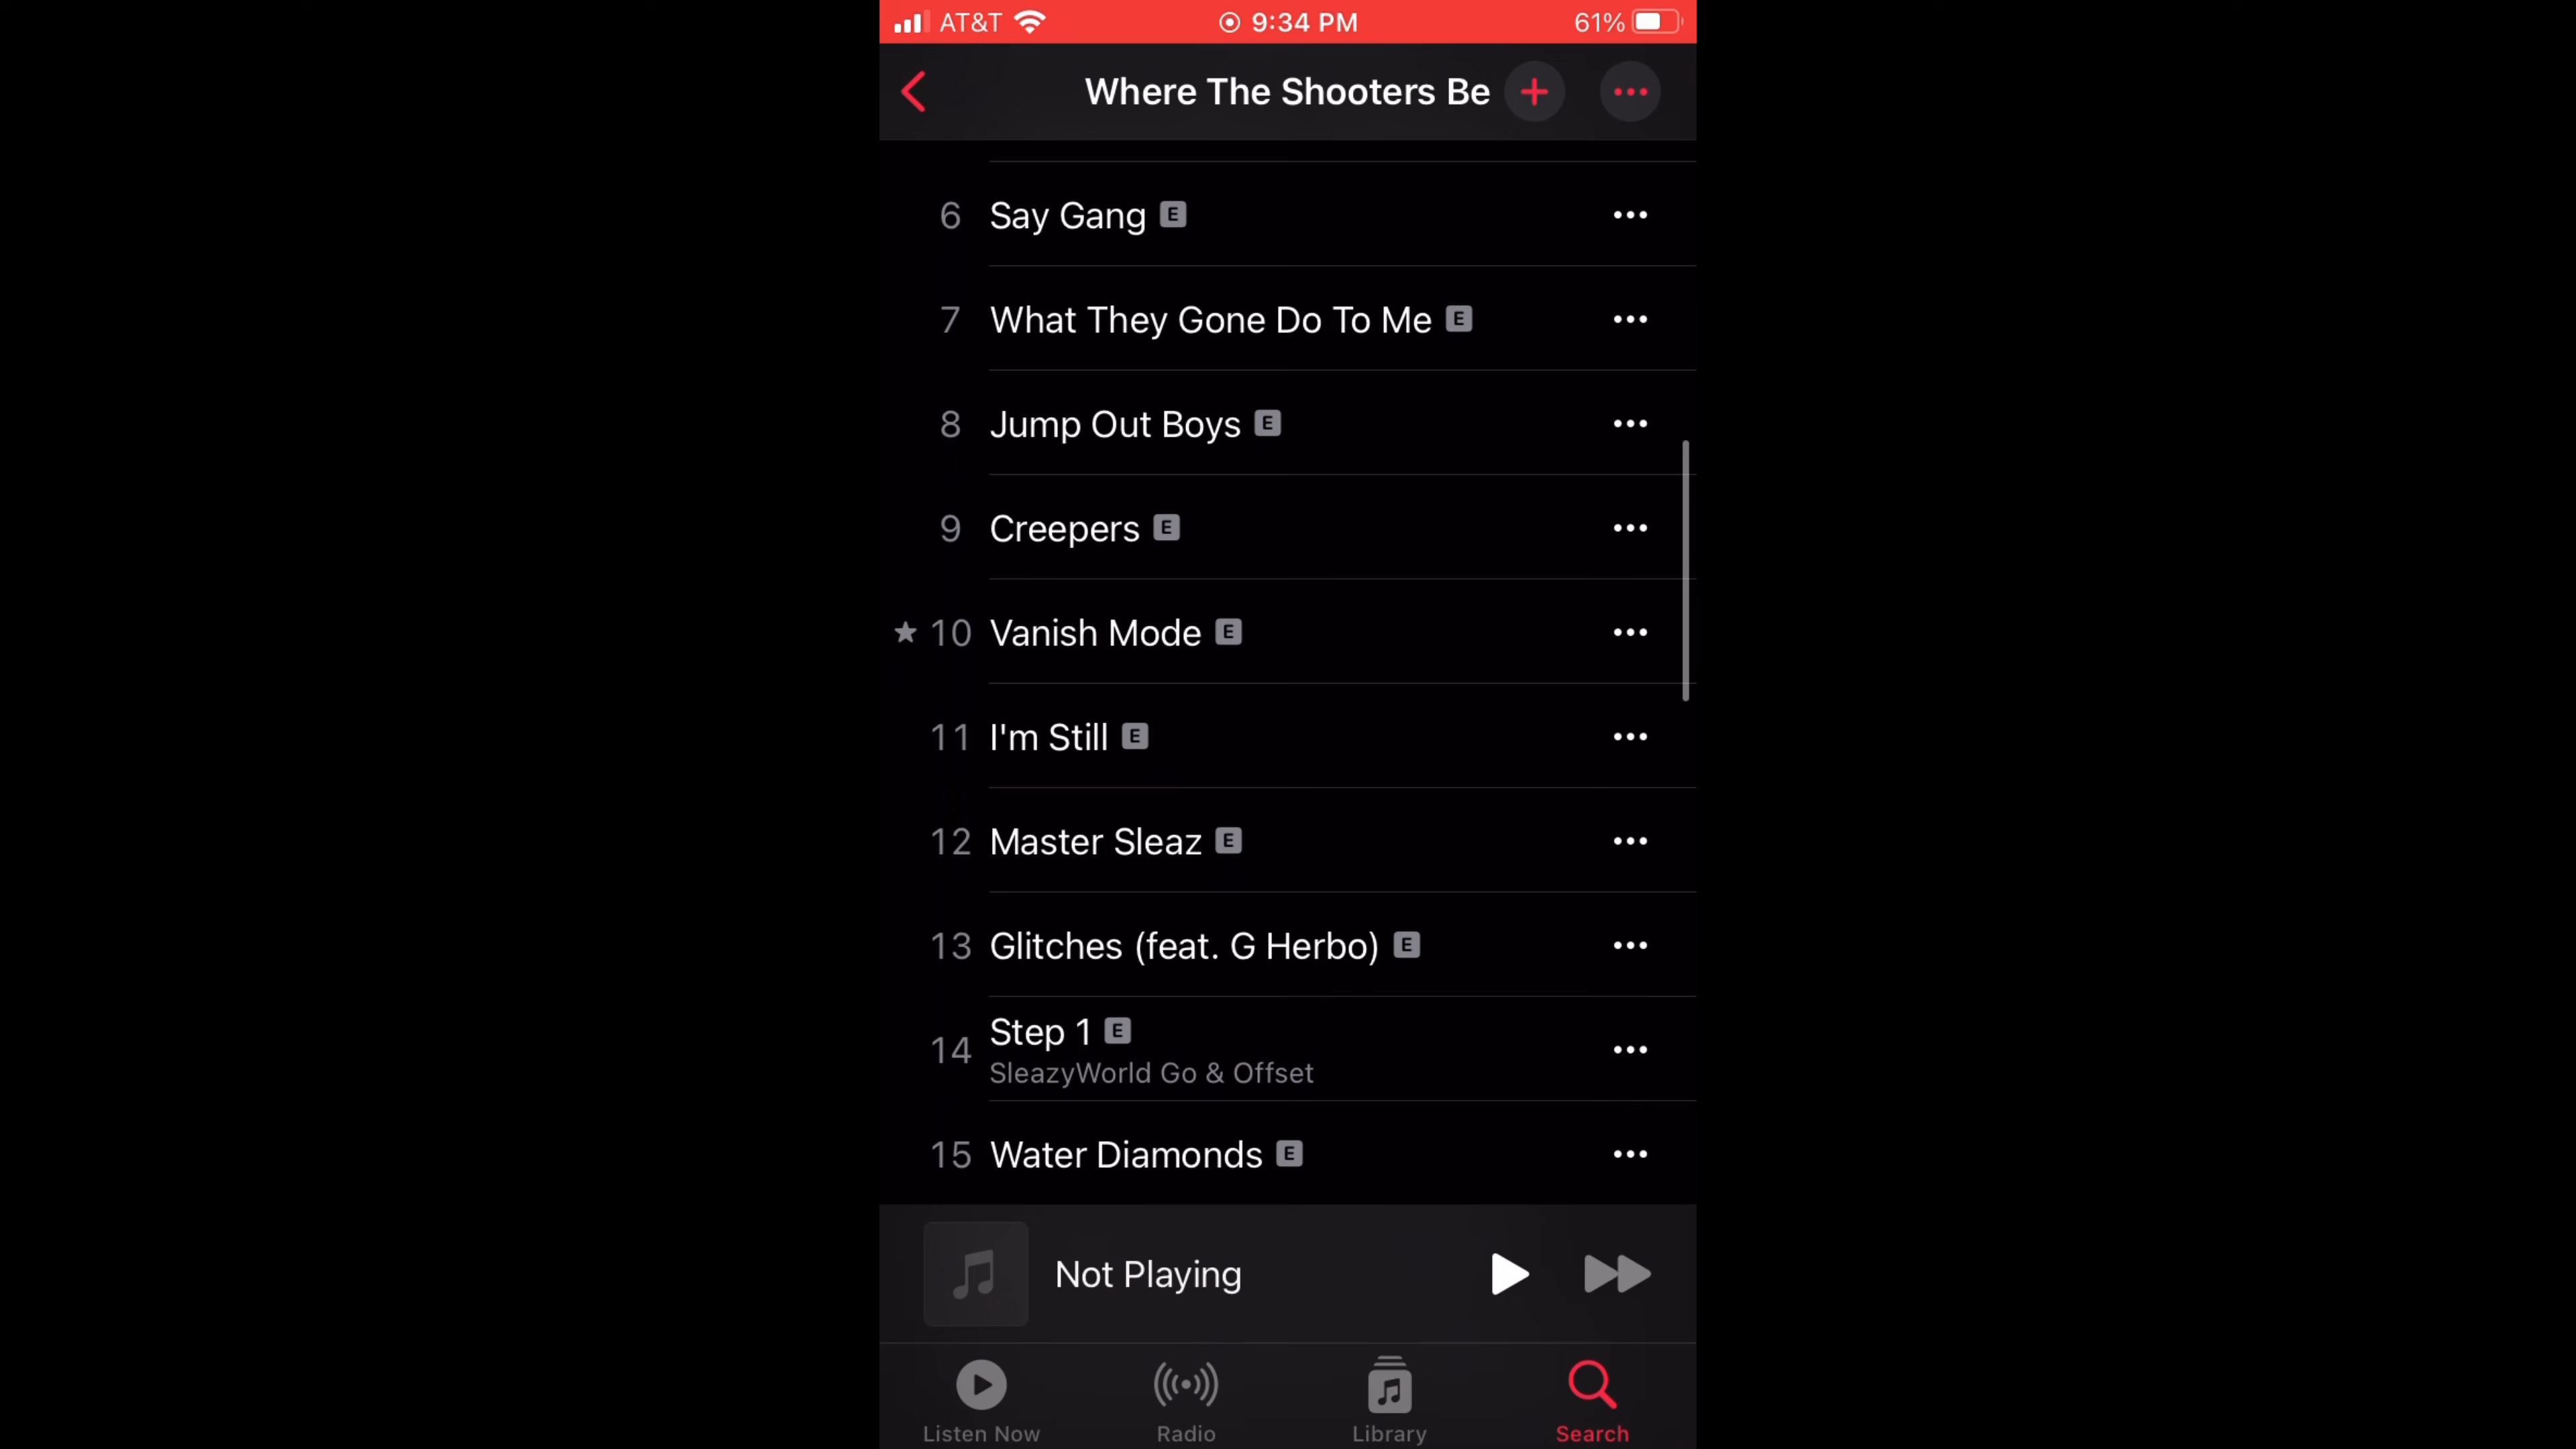 AT&T 9:34 PM 61%
Where The Shooters Be
6 Say Gang E
7 What They Gone Do To Me E
8 Jump Out Boys E
9 Creepers E
10 Vanish Mode E
11 I'm Still E
12 Master Sleaz E
13 Glitches (feat. G Herbo) E
14 Step 1 E
SleazyWorld Go & Offset
15 Water Diamonds E
Not Playing
Listen Now Radio Library Search